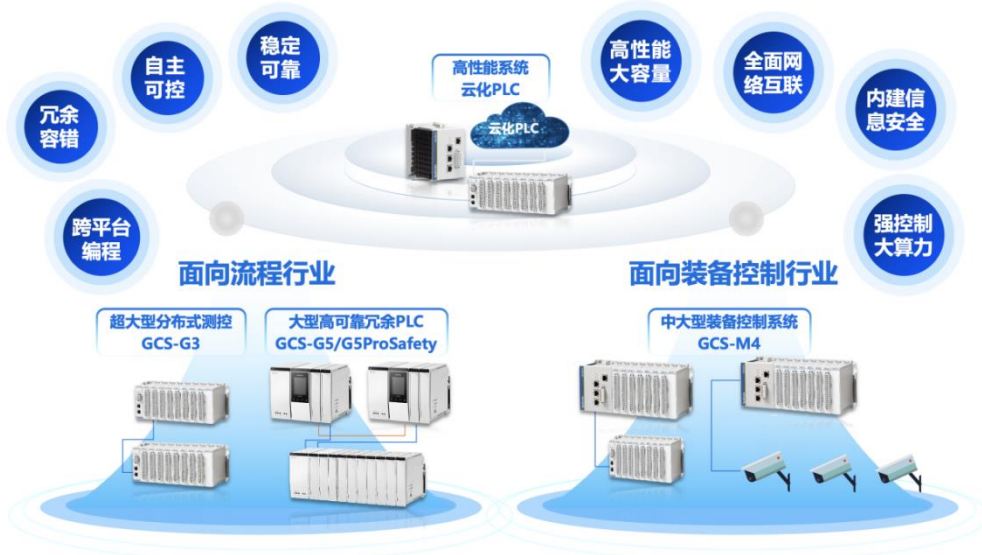 稳定
可靠
自主
可控
冗余
容错
跨平台
编程
高性能系统
云化PLC
云化PLC
高性能
大容量
全面网
络互联
内建信
息安全
强控制
大算力
面向流程行业
面向装备控制行业
超大型分布式测控
GCS-G3
大型高可靠冗余PLC
GCS-G5/G5ProSafety
中大型装备控制系统
GCS-M4